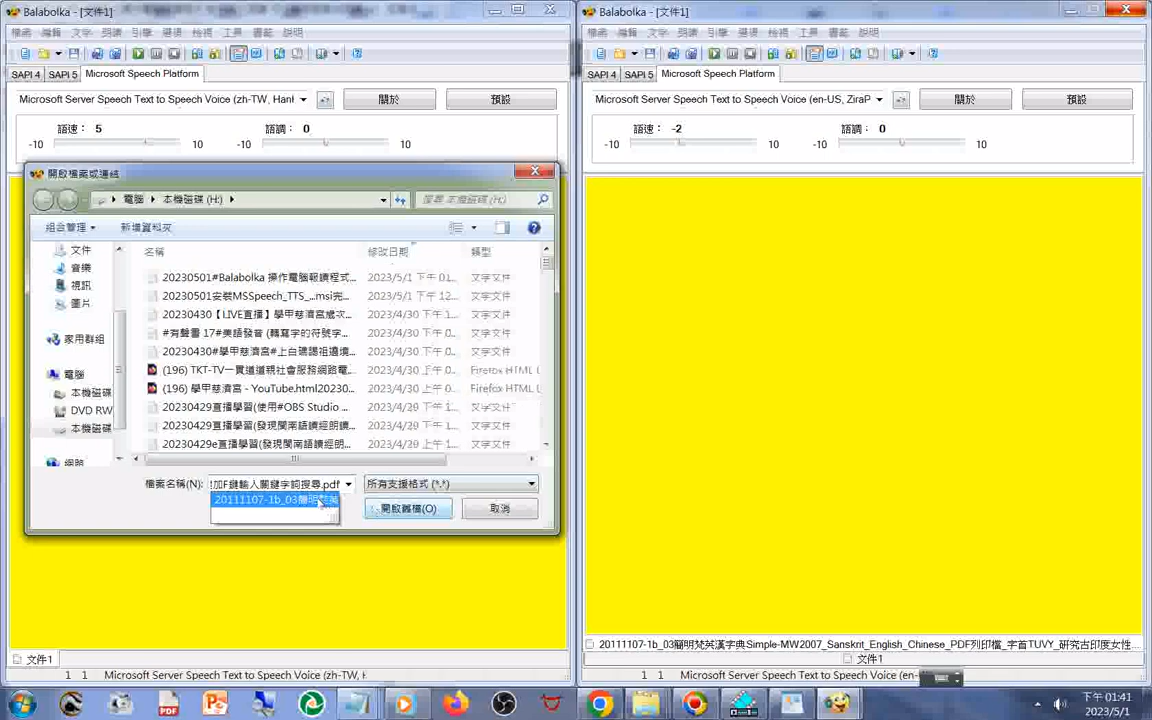 Balabolka - [文件1]
檔案 編輯 文字 朗讀 引擎 選項 檢視 工具 書籤 說明
SAPI 4 SAPI 5 Microsoft Speech Platform
Microsoft Server Speech Text to Speech Voice (zh-TW, Hanl
關於
預設
語速： 5
語調： 0
-10 10 -10 10
開啟檔案或連結
電腦 本機磁碟 (H:)
搜尋 本機磁碟 (H:)
組合管理 新增資料夾
名稱 修改日期 類型
文件
音樂
視訊
圖片
家用群組
電腦
本機磁碟
DVD RW
本機磁碟
網路
20230501#Balabolka 操作電腦報讀程式... 2023/5/1 下午 01... 文字文件
20230501安裝MSSpeech_TTS_...msi完... 2023/5/1 下午 12... 文字文件
20230430【LIVE直播】學甲慈濟宮歲次... 2023/4/30 下午 1... 文字文件
#有聲書 17#美語發音 (轉寫字的符號字... 2023/4/30 下午 1... 文字文件
20230430#學甲慈濟宮#上白礁謁祖遶境... 2023/4/30 上午 1... 文字文件
(196) TKT-TV一貫道道親社會服務網路電... 2023/4/30 上午 1... Firefox HTML
(196) 學甲慈濟宮 - YouTube.html20230... 2023/4/30 上午 0... Firefox HTML
20230429直播學習(使用#OBS Studio ... 2023/4/29 下午 1... 文字文件
20230429直播學習(發現閩南語讀經朗讀... 2023/4/29 下午 1... 文字文件
20230429e直播學習(發現閩南語讀經朗... 2023/4/29 上午 1... 文字文件
檔案名稱(N): !加F鍵輸入關鍵字詞搜尋.pdf
所有支援格式 (*.*)
20111107-1b_03簡明梵英
開啟舊檔(O)
取消
文件1
1 1 Microsoft Speech Platform: Microsoft Server Speech Text to Speech Voice (zh-TW, H
Balabolka - [文件1]
檔案 編輯 文字 朗讀 引擎 選項 檢視 工具 書籤 說明
SAPI 4 SAPI 5 Microsoft Speech Platform
Microsoft Server Speech Text to Speech Voice (en-US, ZiraP
關於
預設
語速： -2
語調： 0
-10 10 -10 10
20111107-1b_03簡明梵英漢字典Simple-MW2007_Sanskrit_English_Chinese_PDF列印檔_字首TUVY_研究古印度女性...
文件1
1 1 Microsoft Server Speech Text to Speech Voice (en-
下午 01:41
2023/5/1